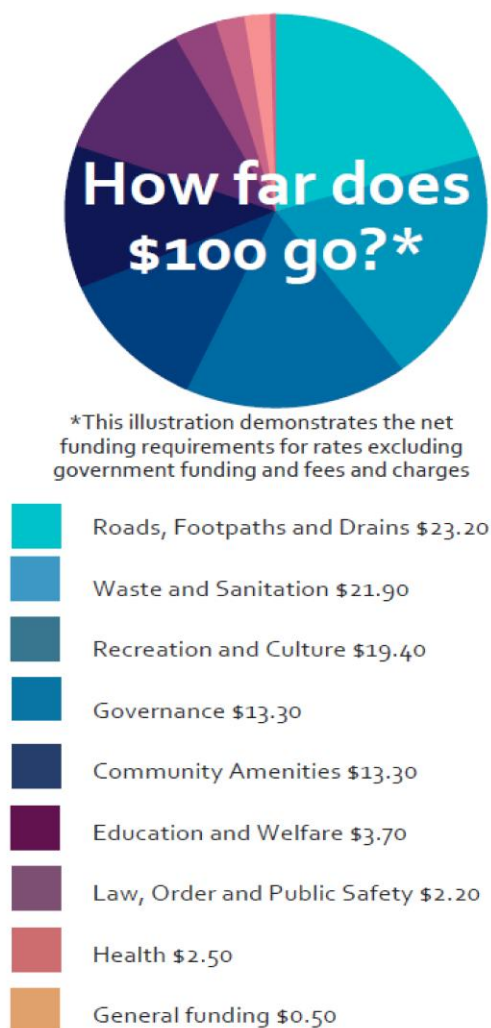 How far does
$100 go?*
*This illustration demonstrates the net
funding requirements for rates excluding
government funding and fees and charges
Roads, Footpaths and Drains $23.20
Waste and Sanitation $21.90
Recreation and Culture $19.40
Governance $13.30
Community Amenities $13.30
Education and Welfare $3.70
Law, Order and Public Safety $2.20
Health $2.50
General funding $0.50